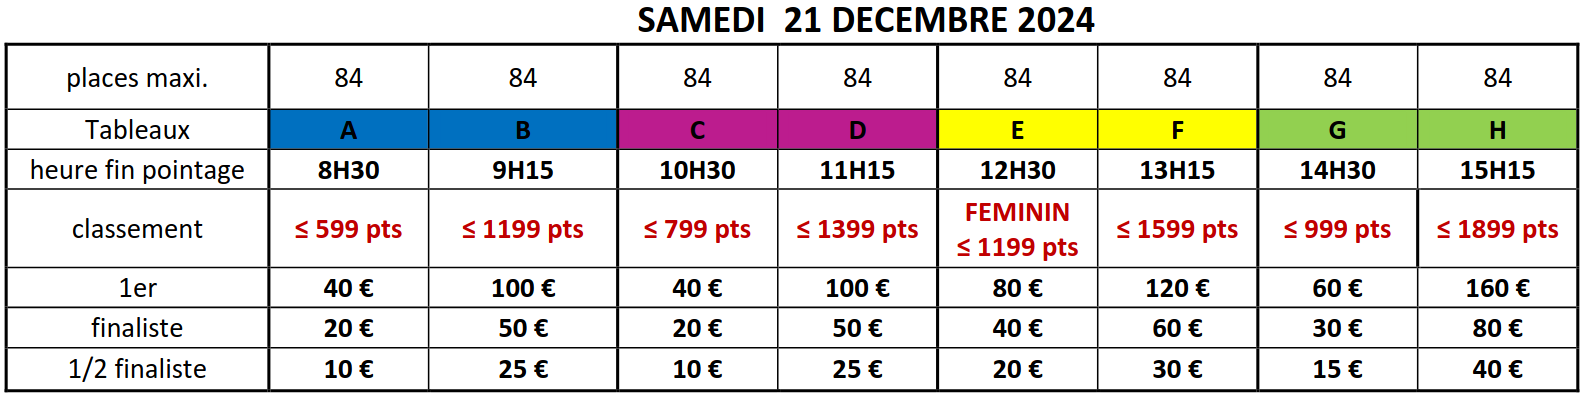 SAMEDI 21 DECEMBRE 2024
places maxi. 84 84 84 84 84 84 84 84
Tableaux A B C D E F G H
heure fin pointage 8H30 9H15 10H30 11H15 12H30 13H15 14H30 15H15
classement ≤ 599 pts ≤ 1199 pts ≤ 799 pts ≤ 1399 pts FEMININ ≤ 1199 pts ≤ 1599 pts ≤ 999 pts ≤ 1899 pts
1er 40 € 100 € 40 € 100 € 80 € 120 € 60 € 160 €
finaliste 20 € 50 € 20 € 50 € 40 € 60 € 30 € 80 €
1/2 finaliste 10 € 25 € 10 € 25 € 20 € 30 € 15 € 40 €